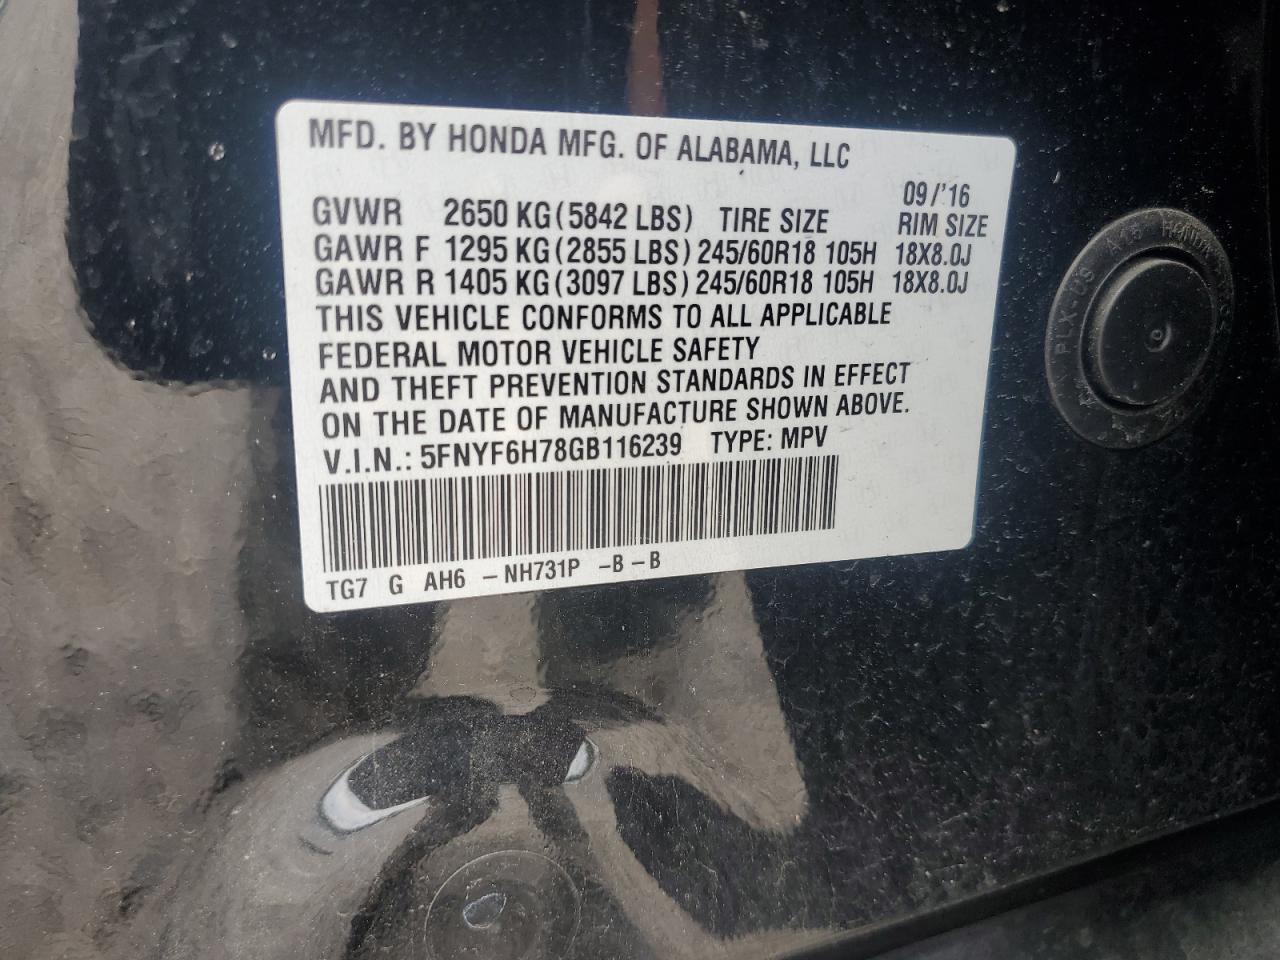 MFD. BY HONDA MFG. OF ALABAMA, LLC
09/'16
GVWR 2650 KG(5842 LBS) TIRE SIZE RIM SIZE
GAWR F 1295 KG(2855 LBS) 245/60R18 105H 18X8.0J
GAWR R 1405 KG(3097 LBS) 245/60R18 105H 18X8.0J
THIS VEHICLE CONFORMS TO ALL APPLICABLE
FEDERAL MOTOR VEHICLE SAFETY
AND THEFT PREVENTION STANDARDS IN EFFECT
ON THE DATE OF MANUFACTURE SHOWN ABOVE.
V.I.N.: 5FNYF6H78GB116239 TYPE: MPV
TG7 G AH6 -NH731P -B-B